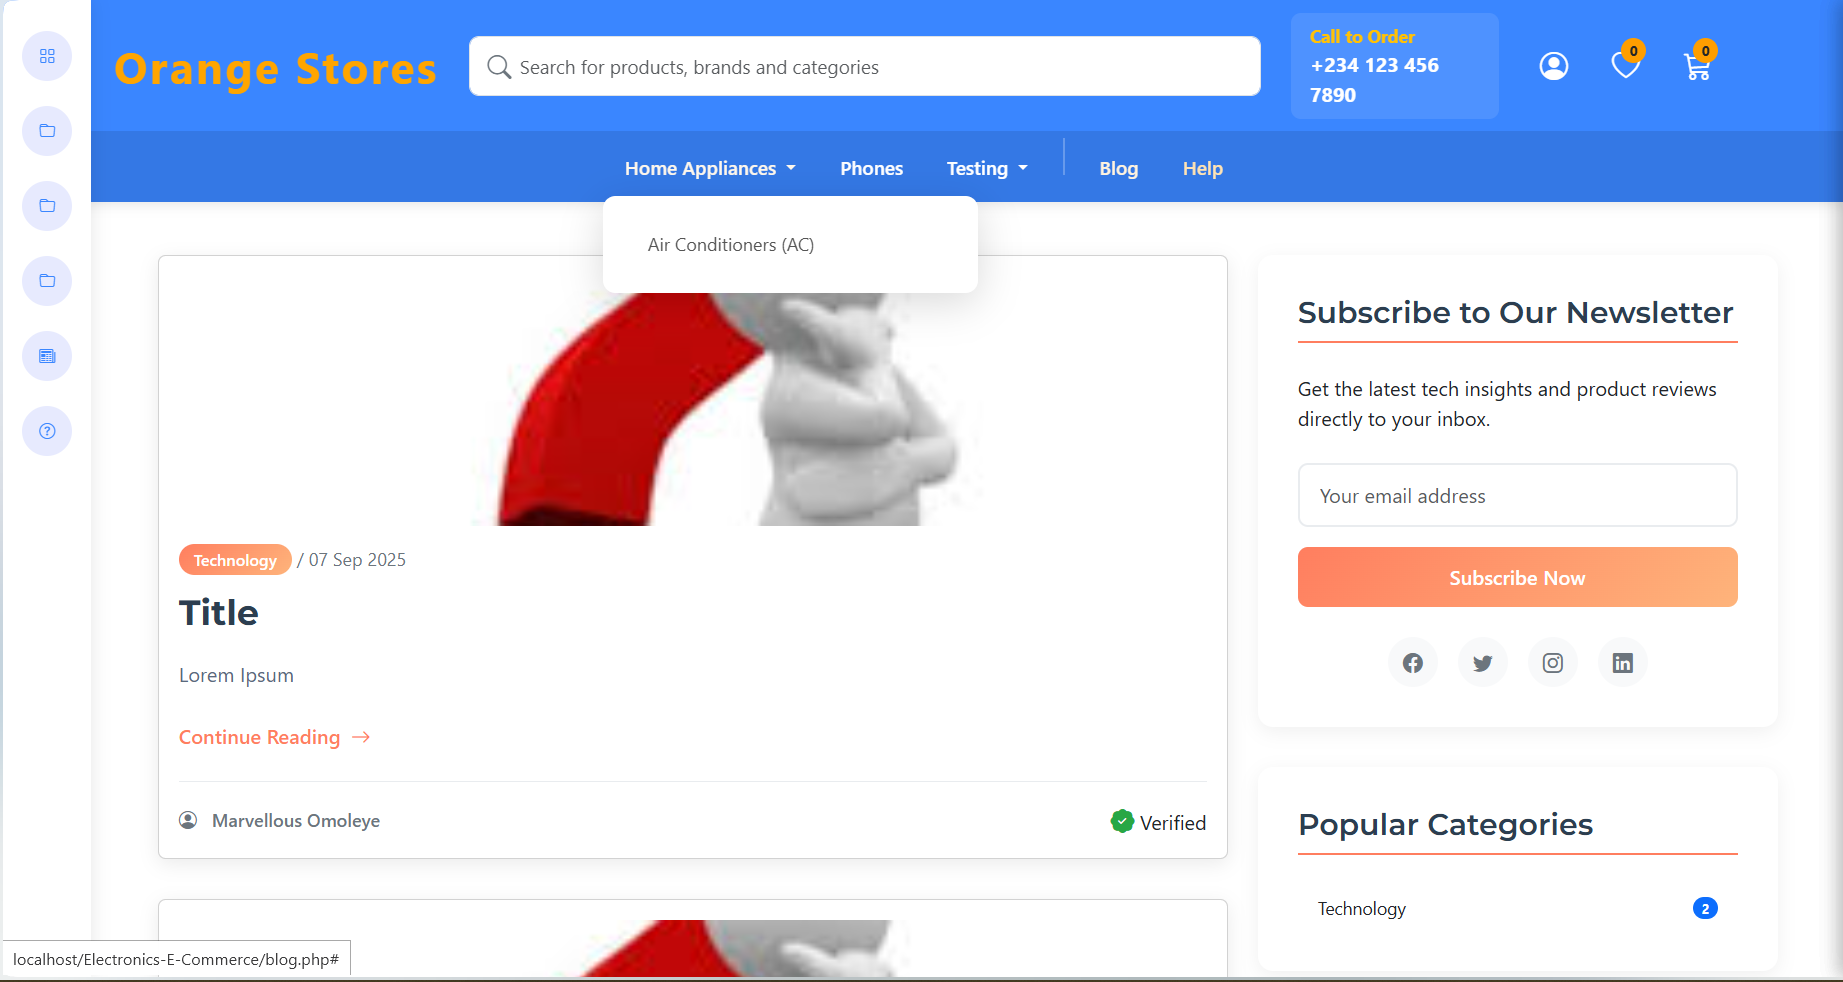 Orange Stores
Search for products, brands and categories
Call to Order
+234 123 456
7890
0
0
Home Appliances
Phones
Testing
Blog
Help
Air Conditioners (AC)
Technology / 07 Sep 2025
Title
Lorem Ipsum
Continue Reading
Marvellous Omoleye
Verified
Subscribe to Our Newsletter
Get the latest tech insights and product reviews
directly to your inbox.
Your email address
Subscribe Now
Popular Categories
Technology
2
localhost/Electronics-E-Commerce/blog.php#